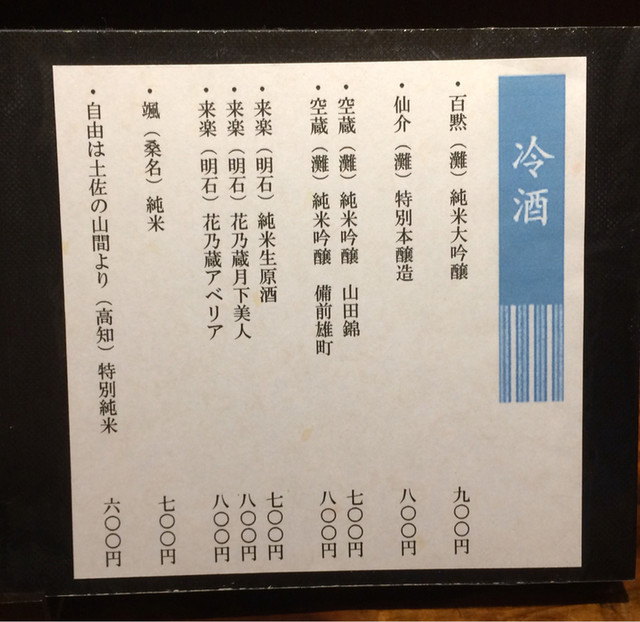 冷酒
・百黙（灘）純米大吟醸 九〇〇円
・仙介（灘）特別本醸造 八〇〇円
・空蔵（灘）純米吟醸 山田錦 七〇〇円
・空蔵（灘）純米吟醸 備前雄町 八〇〇円
・来楽（明石）純米生原酒 七〇〇円
・来楽（明石）花乃蔵月下美人 八〇〇円
・来楽（明石）花乃蔵アベリア 八〇〇円
・颯（桑名）純米 七〇〇円
・自由は土佐の山間より（高知）特別純米 六〇〇円